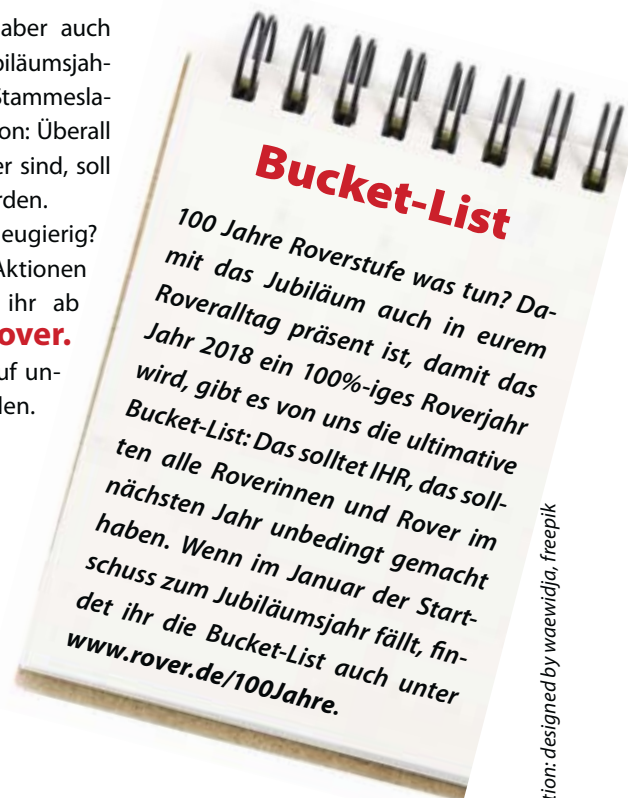 aber auch
biläumsjah-
Stammesla-
on: Überall
er sind, soll
rden.
eugierig?
Aktionen
ihr ab
over.
uf un-
den.
Bucket-List
100 Jahre Roverstufe was tun? Da-
mit das Jubiläum auch in eurem
Roveralltag präsent ist, damit das
Jahr 2018 ein 100%-iges Roverjahr
wird, gibt es von uns die ultimative
Bucket-List: Das solltet IHR, das soll-
ten alle Roverinnen und Rover im
nächsten Jahr unbedingt gemacht
haben. Wenn im Januar der Start-
schuss zum Jubiläumsjahr fällt, fin-
det ihr die Bucket-List auch unter
www.rover.de/100Jahre.
tion: designed by waewidja, freepik